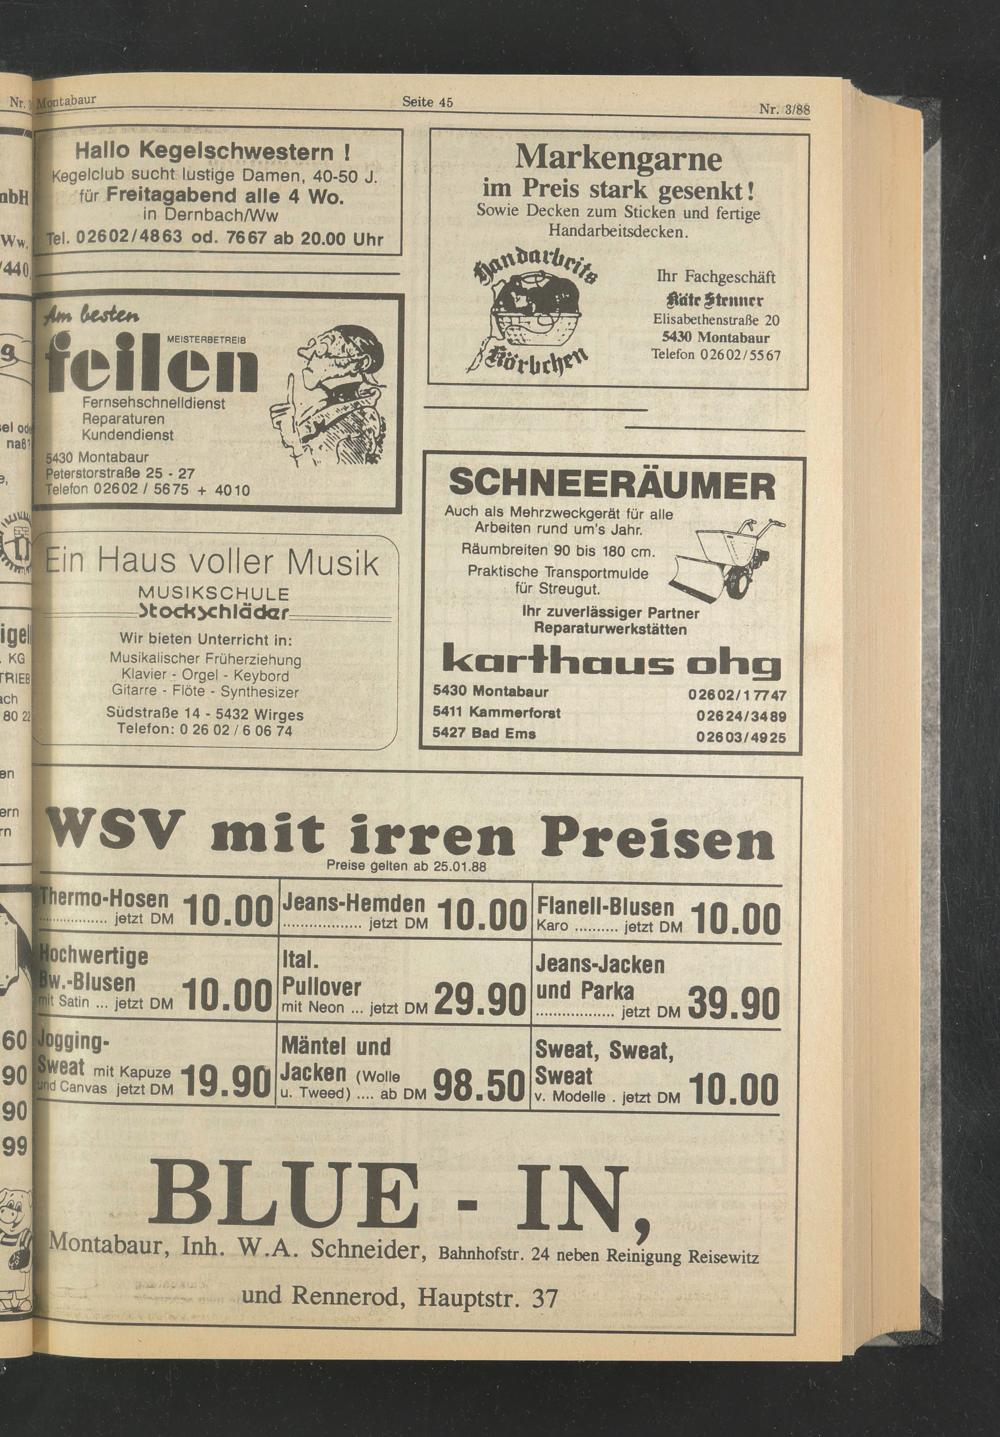 Montabaur
Seite 45
Nr. 3/88
Hallo Kegelschwestern !
Kegelclub sucht lustige Damen, 40-50 J.
für Freitagabend alle 4 Wo.
in Dernbach/Ww
Tel. 02602/4863 od. 7667 ab 20.00 Uhr
Am besten
MEISTERBETREIB
feilen
Fernsehschnelldienst
Reparaturen
Kundendienst
5430 Montabaur
Peterstorstraße 25 - 27
Telefon 02602 / 5675 + 4010
Ein Haus voller Musik
MUSIKSCHULE
Stockschläder
Wir bieten Unterricht in:
Musikalischer Früherziehung
Klavier - Orgel - Keybord
Gitarre - Flöte - Synthesizer
Südstraße 14 - 5432 Wirges
Telefon: 0 26 02 / 6 06 74
Markengarne
im Preis stark gesenkt!
Sowie Decken zum Sticken und fertige
Handarbeitsdecken.
Handarbeits
Körbchen
Ihr Fachgeschäft
Käte Stenner
Elisabethenstraße 20
5430 Montabaur
Telefon 02602/5567
SCHNEERÄUMER
Auch als Mehrzweckgerät für alle
Arbeiten rund um's Jahr.
Räumbreiten 90 bis 180 cm.
Praktische Transportmulde
für Streugut.
Ihr zuverlässiger Partner
Reparaturwerkstätten
karthaus ohg
5430 Montabaur 02602/17747
5411 Kammerforst 02624/3489
5427 Bad Ems 02603/4925
WSV mit irren Preisen
Preise gelten ab 25.01.88
Thermo-Hosen
.................. jetzt DM 10.00
Jeans-Hemden
................... jetzt DM 10.00
Flanell-Blusen
Karo .......... jetzt DM 10.00
Hochwertige
Bw.-Blusen
mit Satin ... jetzt DM 10.00
Ital.
Pullover
mit Neon ... jetzt DM 29.90
Jeans-Jacken
und Parka
................... jetzt DM 39.90
Jogging-
Sweat mit Kapuze
und Canvas jetzt DM 19.90
Mäntel und
Jacken (Wolle
u. Tweed) .... ab DM 98.50
Sweat, Sweat,
Sweat
v. Modelle . jetzt DM 10.00
BLUE - IN,
Montabaur, Inh. W.A. Schneider, Bahnhofstr. 24 neben Reinigung Reisewitz
und Rennerod, Hauptstr. 37